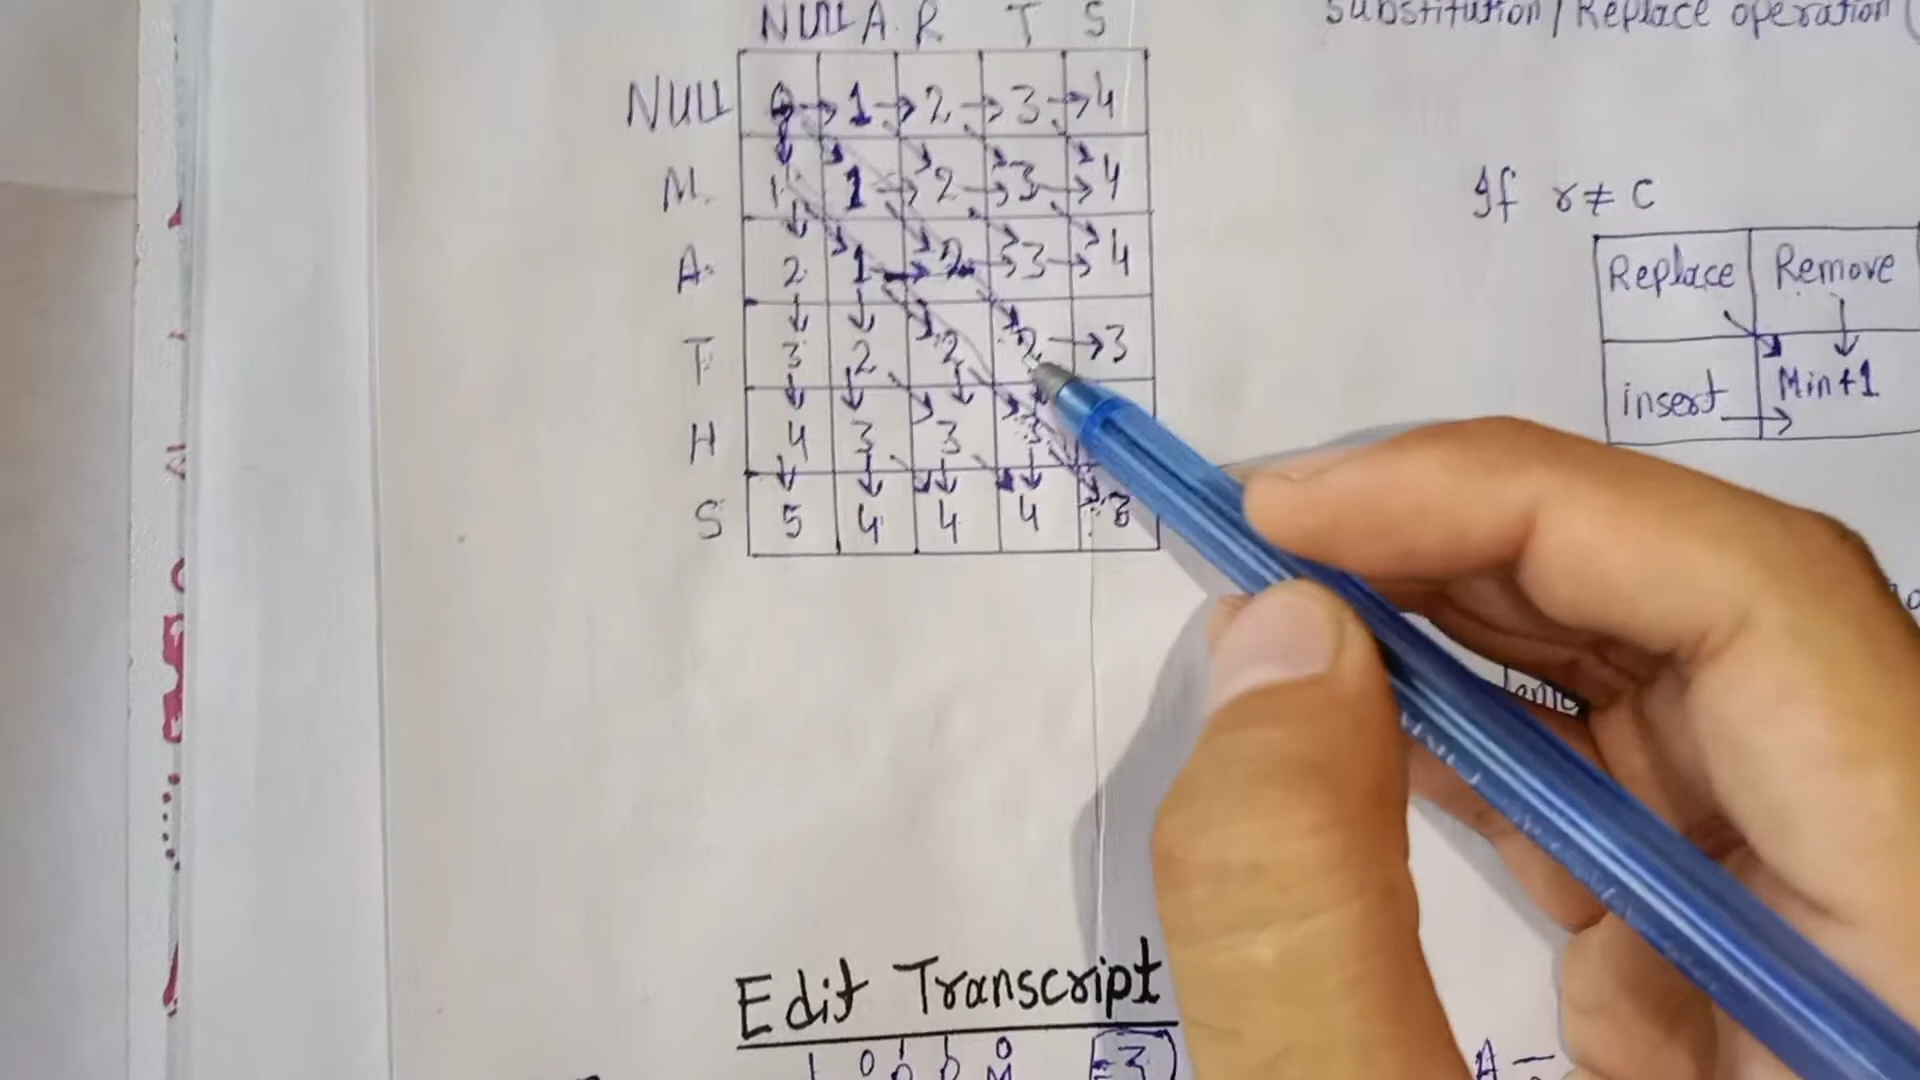 Substitution / Replace operation
NULL A R T S
NULL 0 → 1 → 2 → 3 → 4
M 1 1 → 2 → 3 → 4
A 2 1 → 2 → 3 → 4
T 3 2 2 2 → 3
H 4 3 3 3
S 5 4 4 4 3
If r ≠ c
Replace Remove
insert → Min+1
Edit Transcript